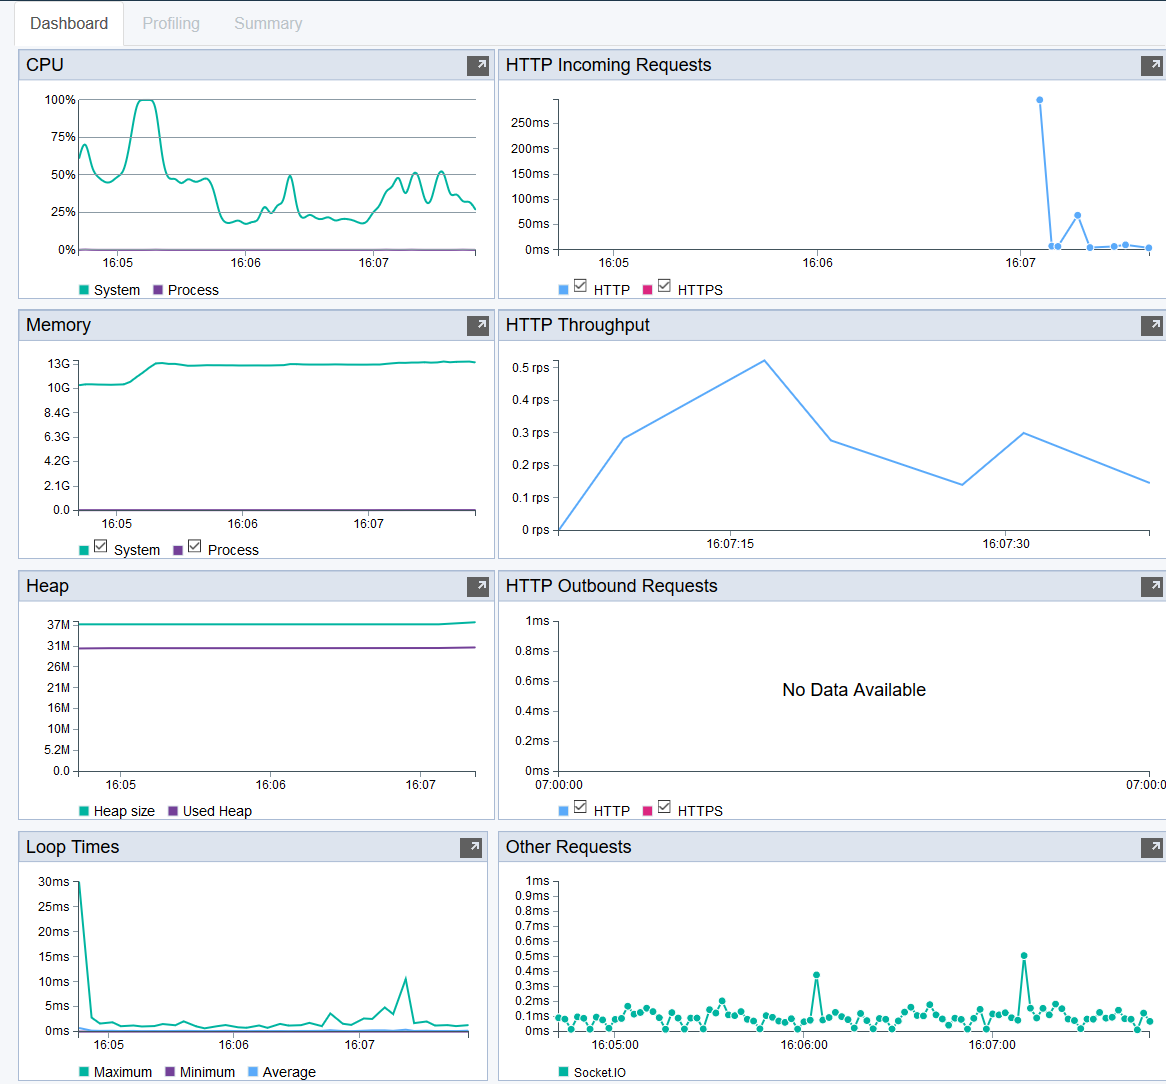 Dashboard Profiling Summary
CPU
100%
75%
50%
25%
0%
16:05 16:06 16:07
System Process
HTTP Incoming Requests
250ms
200ms
150ms
100ms
50ms
0ms
16:05 16:06 16:07
HTTP HTTPS
Memory
13G
10G
8.4G
6.3G
4.2G
2.1G
0.0
16:05 16:06 16:07
System Process
HTTP Throughput
0.5 rps
0.4 rps
0.3 rps
0.2 rps
0.1 rps
0 rps
16:07:15 16:07:30
Heap
37M
31M
26M
21M
16M
10M
5.2M
0.0
16:05 16:06 16:07
Heap size Used Heap
HTTP Outbound Requests
1ms
0.8ms
0.6ms
0.4ms
0.2ms
0ms
No Data Available
07:00:00 07:00:0
HTTP HTTPS
Loop Times
30ms
25ms
20ms
15ms
10ms
5ms
0ms
16:05 16:06 16:07
Maximum Minimum Average
Other Requests
1ms
0.9ms
0.8ms
0.7ms
0.6ms
0.5ms
0.4ms
0.3ms
0.2ms
0.1ms
0ms
16:05:00 16:06:00 16:07:00
Socket.IO